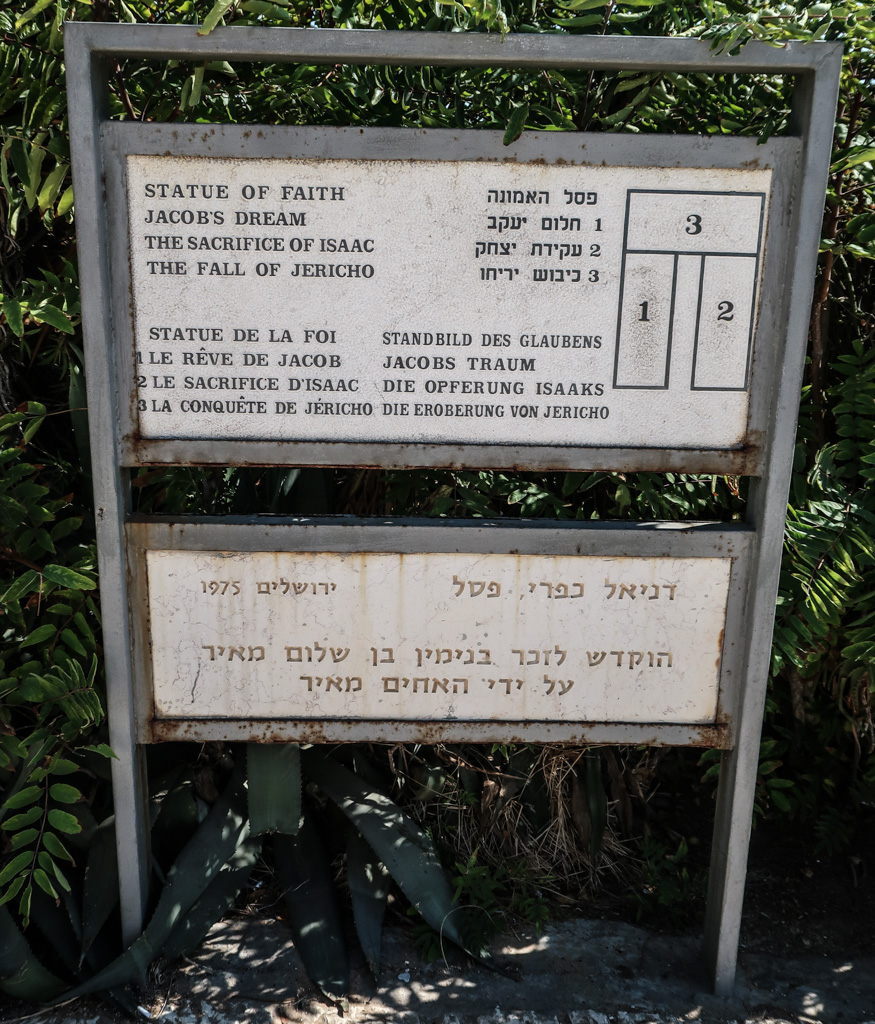 STATUE OF FAITH
JACOB'S DREAM
THE SACRIFICE OF ISAAC
THE FALL OF JERICHO
פסל האמונה
1 חלום יעקב
2 עקידת יצחק
3 כיבוש יריחו
3
1
2
STATUE DE LA FOI
1 LE RÊVE DE JACOB
2 LE SACRIFICE D'ISAAC
3 LA CONQUÊTE DE JÉRICHO
STANDBILD DES GLAUBENS
JACOBS TRAUM
DIE OPFERUNG ISAAKS
DIE EROBERUNG VON JERICHO
דניאל כפרי, פסל
ירושלים 1975
הוקדש לזכר בנימין בן שלום מאיר
על ידי האחים מאיר